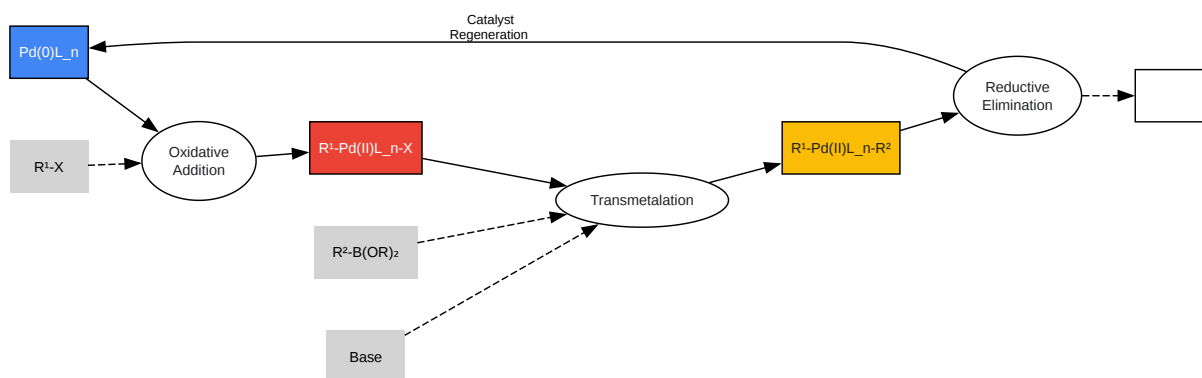 Catalyst
Regeneration
Pd(0)L_n
Reductive
Elimination
Oxidative
Addition
R¹-Pd(II)L_n-X
R¹-Pd(II)L_n-R²
R¹-X
Transmetalation
R²-B(OR)₂
Base